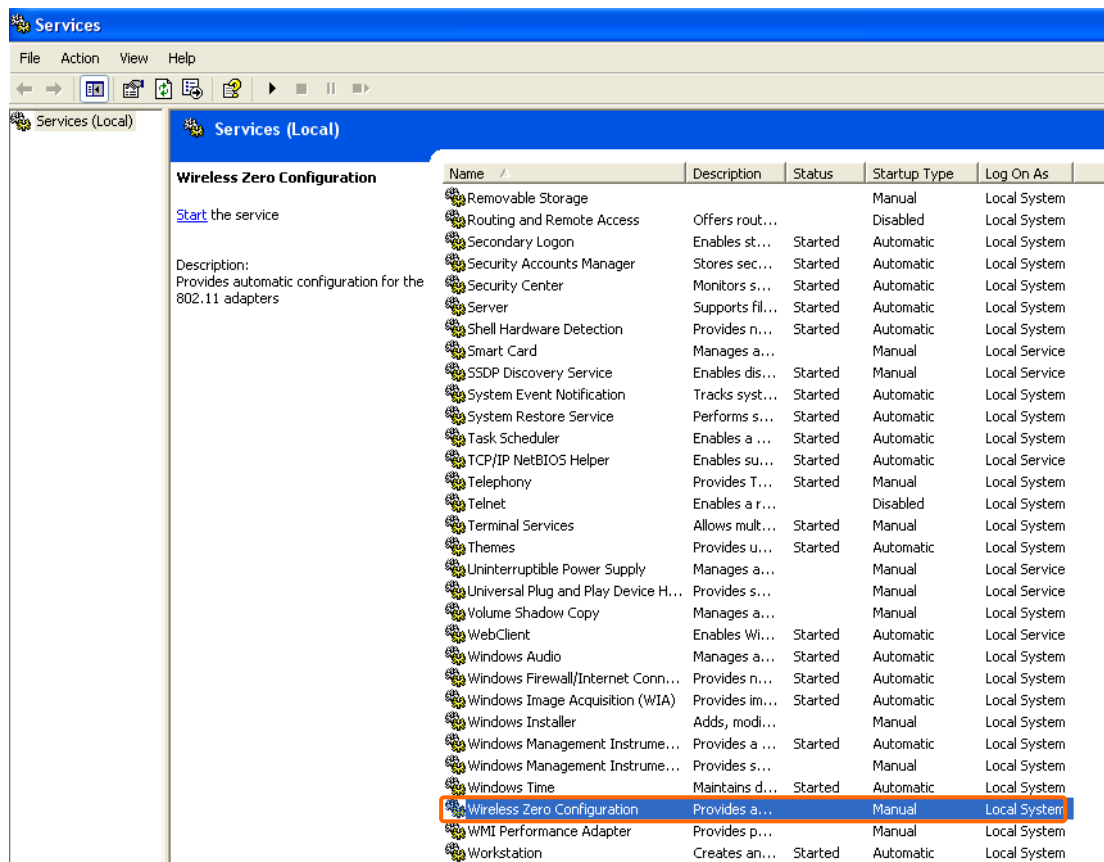 Services
File Action View Help
Services (Local)
Services (Local)
Wireless Zero Configuration
Start the service
Description:
Provides automatic configuration for the
802.11 adapters
Name Description Status Startup Type Log On As
Removable Storage Manual Local System
Routing and Remote Access Offers rout... Disabled Local System
Secondary Logon Enables st... Started Automatic Local System
Security Accounts Manager Stores sec... Started Automatic Local System
Security Center Monitors s... Started Automatic Local System
Server Supports fil... Started Automatic Local System
Shell Hardware Detection Provides n... Started Automatic Local System
Smart Card Manages a... Manual Local Service
SSDP Discovery Service Enables dis... Started Manual Local Service
System Event Notification Tracks syst... Started Automatic Local System
System Restore Service Performs s... Started Automatic Local System
Task Scheduler Enables a ... Started Automatic Local System
TCP/IP NetBIOS Helper Enables su... Started Automatic Local Service
Telephony Provides T... Started Manual Local System
Telnet Enables a r... Disabled Local System
Terminal Services Allows mult... Started Manual Local System
Themes Provides u... Started Automatic Local System
Uninterruptible Power Supply Manages a... Manual Local Service
Universal Plug and Play Device H... Provides s... Manual Local Service
Volume Shadow Copy Manages a... Manual Local System
WebClient Enables Wi... Started Automatic Local Service
Windows Audio Manages a... Started Automatic Local System
Windows Firewall/Internet Conn... Provides n... Started Automatic Local System
Windows Image Acquisition (WIA) Provides im... Started Automatic Local System
Windows Installer Adds, modi... Manual Local System
Windows Management Instrume... Provides a ... Started Automatic Local System
Windows Management Instrume... Provides s... Manual Local System
Windows Time Maintains d... Started Automatic Local System
Wireless Zero Configuration Provides a... Manual Local System
WMI Performance Adapter Provides p... Manual Local System
Workstation Creates an... Started Automatic Local System